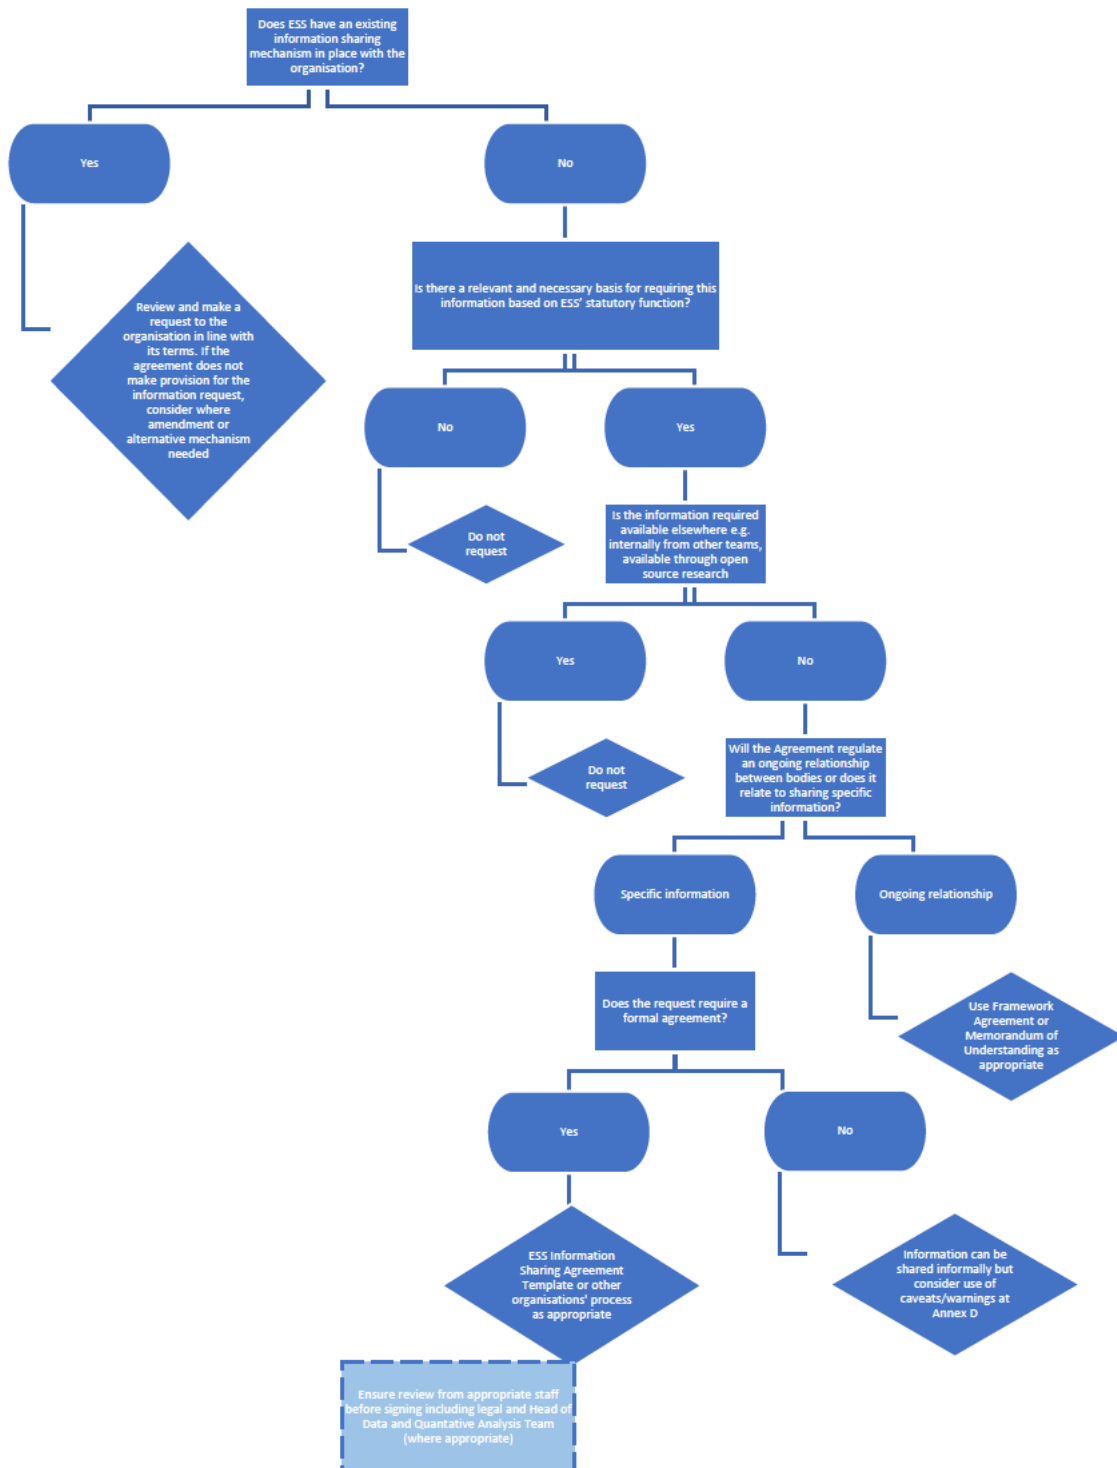 Does ESS have an existing
information sharing
mechanism in place with the
organisation?
Yes
No
Review and make a
request to the
organisation in line with
its terms. If the
agreement does not
make provision for the
information request,
consider where
amendment or
alternative mechanism
needed
Is there a relevant and necessary basis for requiring this
information based on ESS' statutory function?
No
Yes
Do not
request
Is the information required
available elsewhere e.g.
internally from other teams,
available through open
source research
Yes
No
Do not
request
Will the Agreement regulate
an ongoing relationship
between bodies or does it
relate to sharing specific
information?
Specific information
Ongoing relationship
Does the request require a
formal agreement?
Use Framework
Agreement or
Memorandum of
Understanding as
appropriate
Yes
No
ESS Information
Sharing Agreement
Template or other
organisations' process
as appropriate
Information can be
shared informally but
consider use of
caveats/warnings at
Annex D
Ensure review from appropriate staff
before signing including legal and Head of
Data and Quantative Analysis Team
(where appropriate)